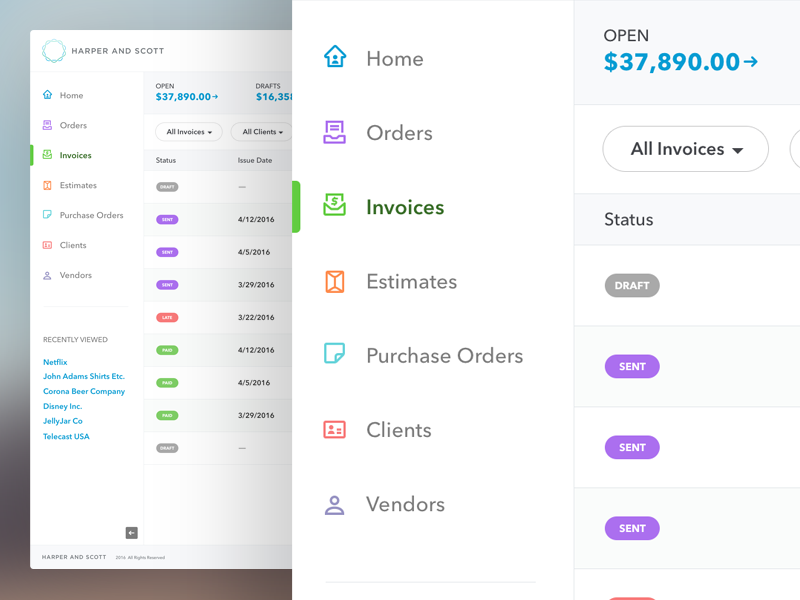 HARPER AND SCOTT
Home
Orders
Invoices
Estimates
Purchase Orders
Clients
Vendors
RECENTLY VIEWED
Netflix
John Adams Shirts Etc.
Corona Beer Company
Disney Inc.
JellyJar Co
Telecast USA
HARPER AND SCOTT 2016 All Rights Reserved
OPEN DRAFTS
$37,890.00→ $16,358
All Invoices All Clients
Status Issue Date
DRAFT —
SENT 4/12/2016
SENT 4/5/2016
SENT 3/29/2016
LATE 3/22/2016
PAID 4/12/2016
PAID 4/5/2016
PAID 3/29/2016
DRAFT —
Home
Orders
Invoices
Estimates
Purchase Orders
Clients
Vendors
OPEN
$37,890.00→
All Invoices
Status
DRAFT
SENT
SENT
SENT